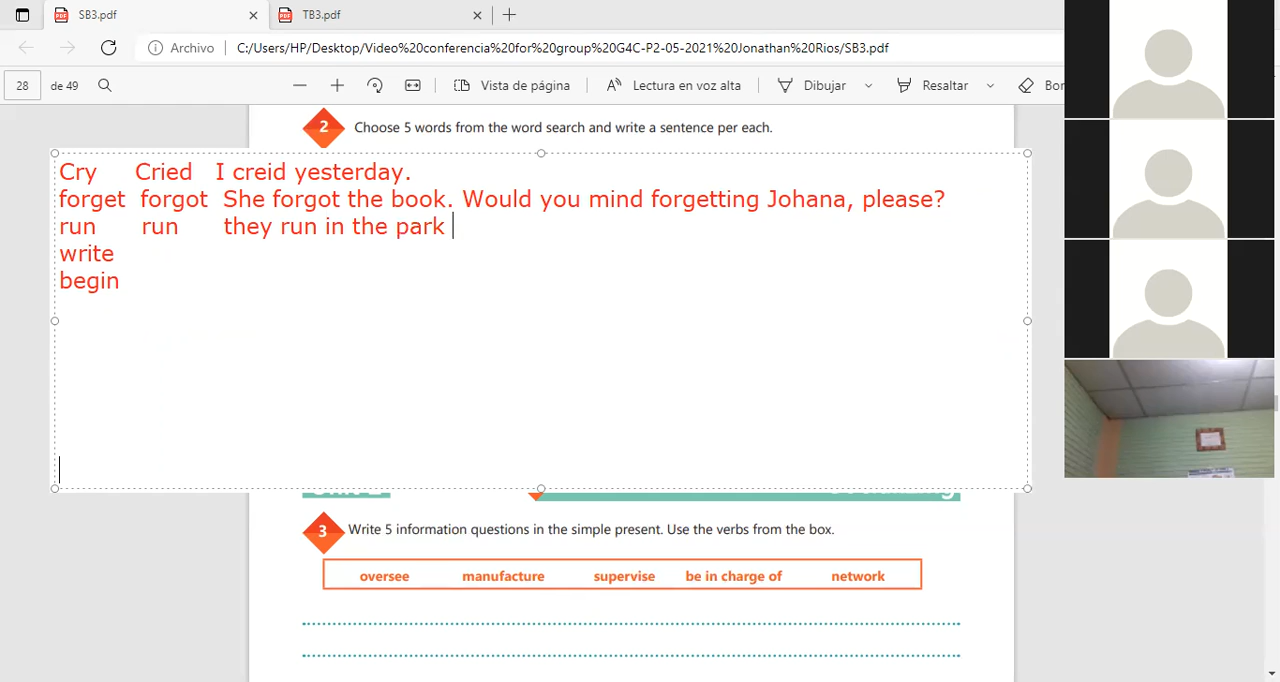 SB3.pdf TB3.pdf
Archivo C:/Users/HP/Desktop/Video%20conferencia%20for%20group%20G4C-P2-05-2021%20Jonathan%20Rios/SB3.pdf
28 de 49 Vista de página Lectura en voz alta Dibujar Resaltar
2 Choose 5 words from the word search and write a sentence per each.
Cry Cried I creid yesterday.
forget forgot She forgot the book. Would you mind forgetting Johana, please?
run run they run in the park
write
begin
3 Write 5 information questions in the simple present. Use the verbs from the box.
oversee manufacture supervise be in charge of network